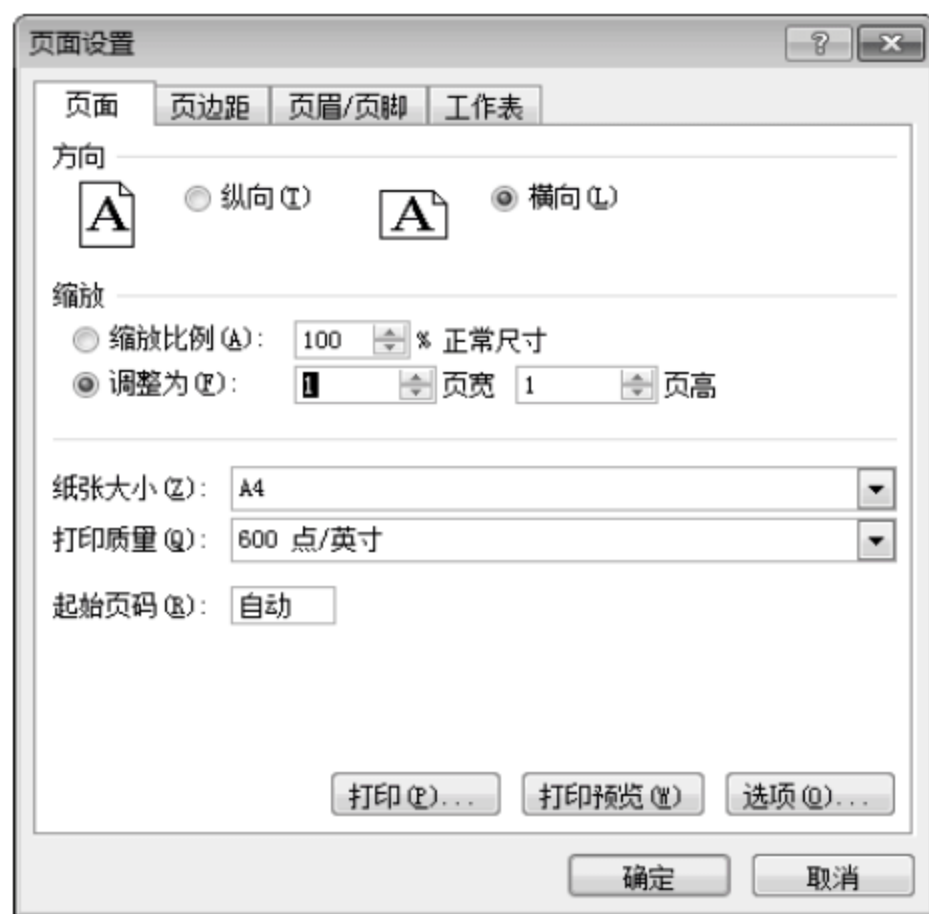 页面设置
页面 页边距 页眉/页脚 工作表
方向
A 纵向(T) A 横向(L)
缩放
缩放比例(A): 100 % 正常尺寸
调整为(F): 1 页宽 1 页高
纸张大小(Z): A4
打印质量(Q): 600 点/英寸
起始页码(R): 自动
打印(P)... 打印预览(W) 选项(O)...
确定 取消